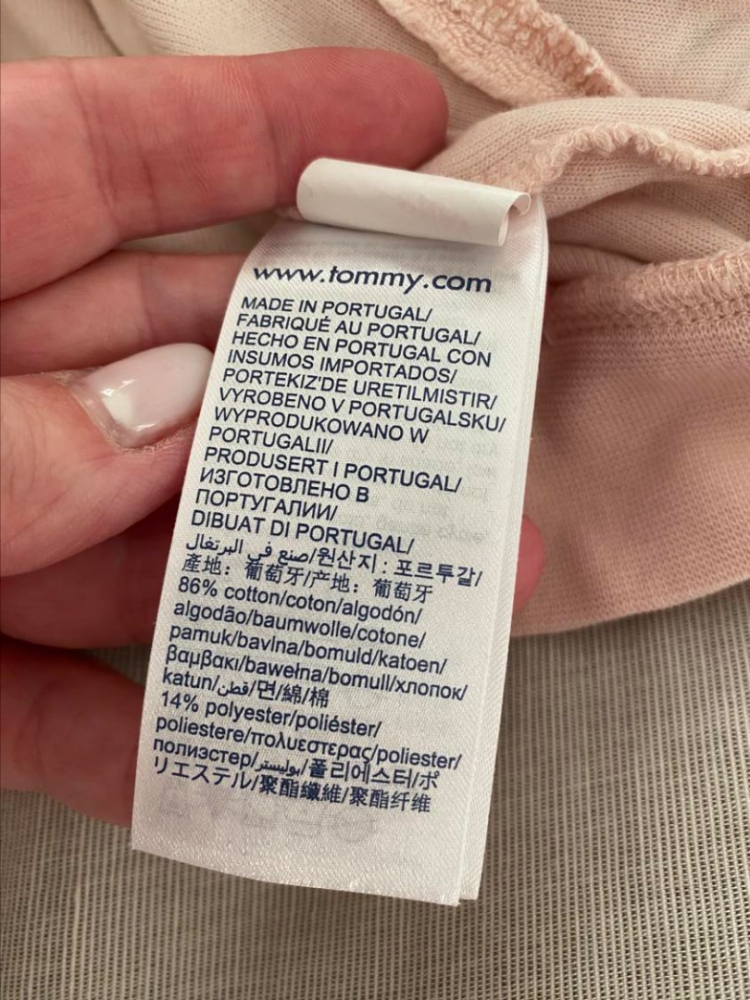 www.tommy.com
MADE IN PORTUGAL/
FABRIQUÉ AU PORTUGAL/
HECHO EN PORTUGAL CON
INSUMOS IMPORTADOS/
PORTEKIZ'DE URETILMISTIR/
VYROBENO V PORTUGALSKU/
WYPRODUKOWANO W
PORTUGALII/
PRODUSERT I PORTUGAL/
ИЗГОТОВЛЕНО В
ПОРТУГАЛИИ/
DIBUAT DI PORTUGAL/
صنع في البرتغال/원산지 : 포르투갈/
產地：葡萄牙/产地：葡萄牙
86% cotton/coton/algodón/
algodão/baumwolle/cotone/
pamuk/bavlna/bomuld/katoen/
βαμβακι/bawełna/bomull/хлопок/
katun/قطن/면/綿/棉
14% polyester/poliéster/
poliestere/πολυεστερας/poliester/
полиэстер/بوليستر/폴리에스터/ポ
リエステル/聚酯纖維/聚酯纤维